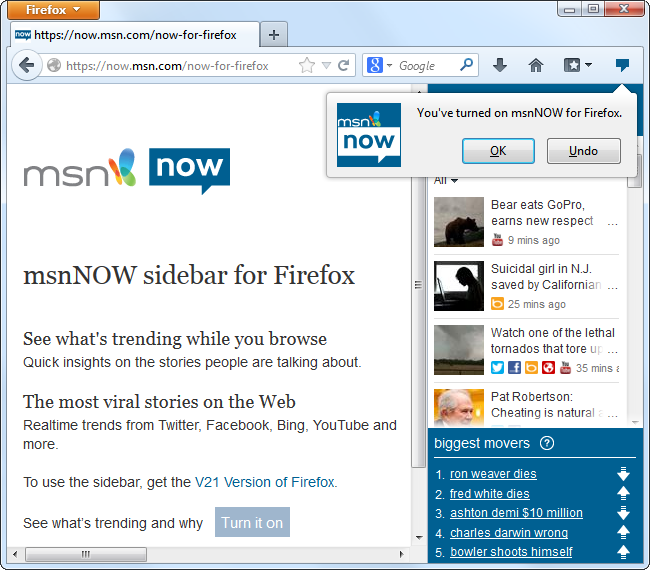 Firefox
now https://now.msn.com/now-for-firefox
https://now.msn.com/now-for-firefox
Google
You've turned on msnNOW for Firefox.
msn
now
OK
Undo
msn now
msnNOW sidebar for Firefox
See what's trending while you browse
Quick insights on the stories people are talking about.
The most viral stories on the Web
Realtime trends from Twitter, Facebook, Bing, YouTube and
more.
To use the sidebar, get the V21 Version of Firefox.
See what's trending and why Turn it on
All
Bear eats GoPro,
earns new respect ...
9 mins ago
Suicidal girl in N.J.
saved by Californian ...
25 mins ago
Watch one of the lethal
tornados that tore up ...
35 mins a
Pat Robertson:
Cheating is natural a...
biggest movers ?
1. ron weaver dies
2. fred white dies
3. ashton demi $10 million
4. charles darwin wrong
5. bowler shoots himself